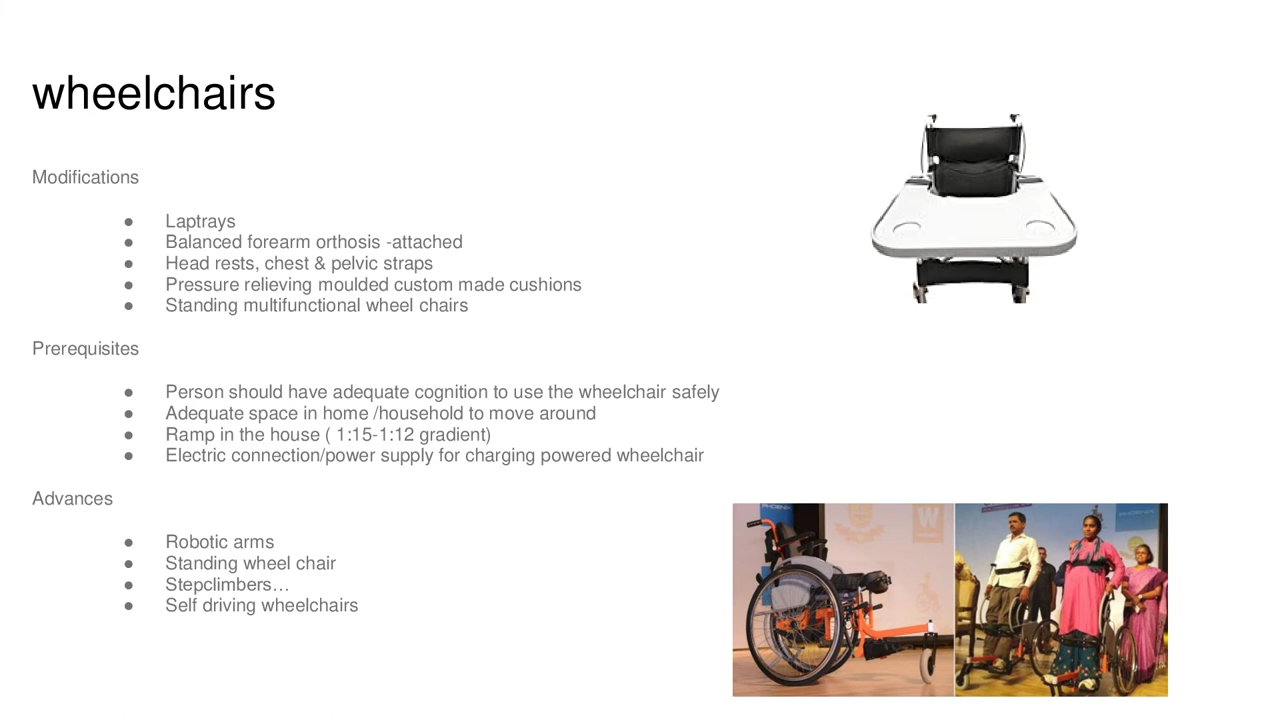 wheelchairs
Modifications
● Laptrays
● Balanced forearm orthosis -attached
● Head rests, chest & pelvic straps
● Pressure relieving moulded custom made cushions
● Standing multifunctional wheel chairs
Prerequisites
● Person should have adequate cognition to use the wheelchair safely
● Adequate space in home /household to move around
● Ramp in the house ( 1:15-1:12 gradient)
● Electric connection/power supply for charging powered wheelchair
Advances
● Robotic arms
● Standing wheel chair
● Stepclimbers…
● Self driving wheelchairs
PHOENIX
W
PHOENIX